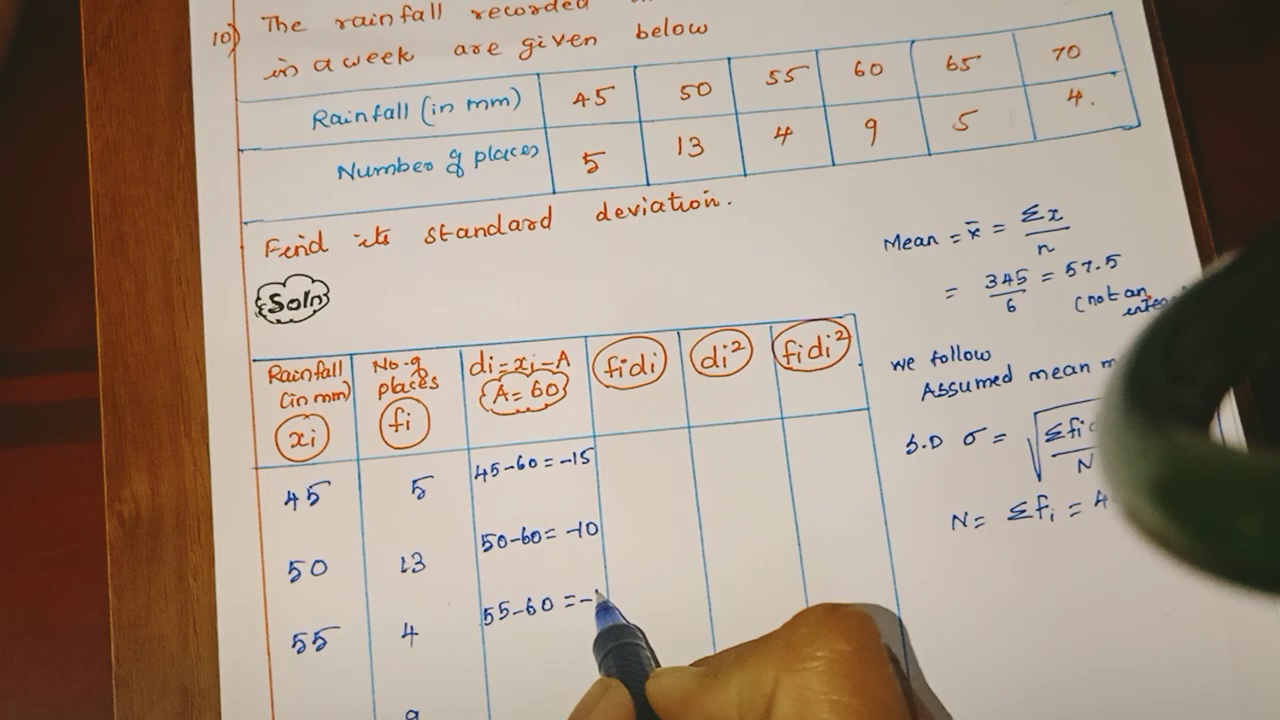 10) The rainfall recorded
in a week are given below
Rainfall (in mm) 45 50 55 60 65 70
Number of places 5 13 4 9 5 4.
Find its standard deviation.
Soln
Mean = x̄ = Σx/n
= 345/6 = 57.5
(not an
we follow
Assumed mean
S.D σ = √Σfi
N
N = Σfi = 4
Rainfall (in mm) xi No. of places fi di = xi - A A = 60 fidi di² fidi²
45 5 45-60 = -15
50 13 50-60 = -10
55 4 55-60 = -
9